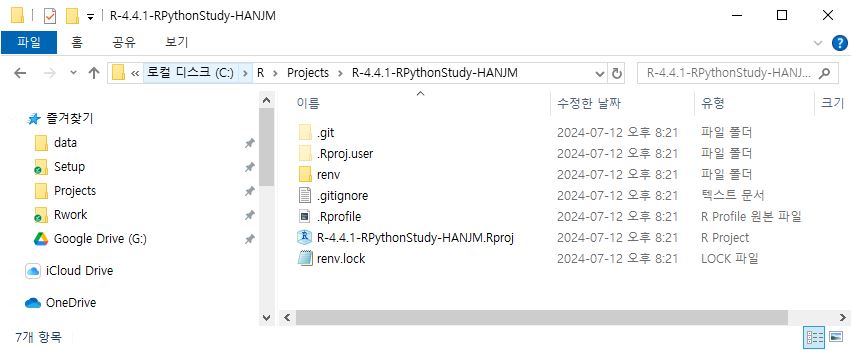 R-4.4.1-RPythonStudy-HANJM
파일 홈 공유 보기
« 로컬 디스크 (C:) > R > Projects > R-4.4.1-RPythonStudy-HANJM R-4.4.1-RPythonStudy-HANJ...
이름 수정한 날짜 유형 크기
즐겨찾기
data
Setup
Projects
Rwork
Google Drive (G:)
iCloud Drive
OneDrive
.git 2024-07-12 오후 8:21 파일 폴더
.Rproj.user 2024-07-12 오후 8:21 파일 폴더
renv 2024-07-12 오후 8:21 파일 폴더
.gitignore 2024-07-12 오후 8:21 텍스트 문서
.Rprofile 2024-07-12 오후 8:21 R Profile 원본 파일
R-4.4.1-RPythonStudy-HANJM.Rproj 2024-07-12 오후 8:21 R Project
renv.lock 2024-07-12 오후 8:21 LOCK 파일
7개 항목